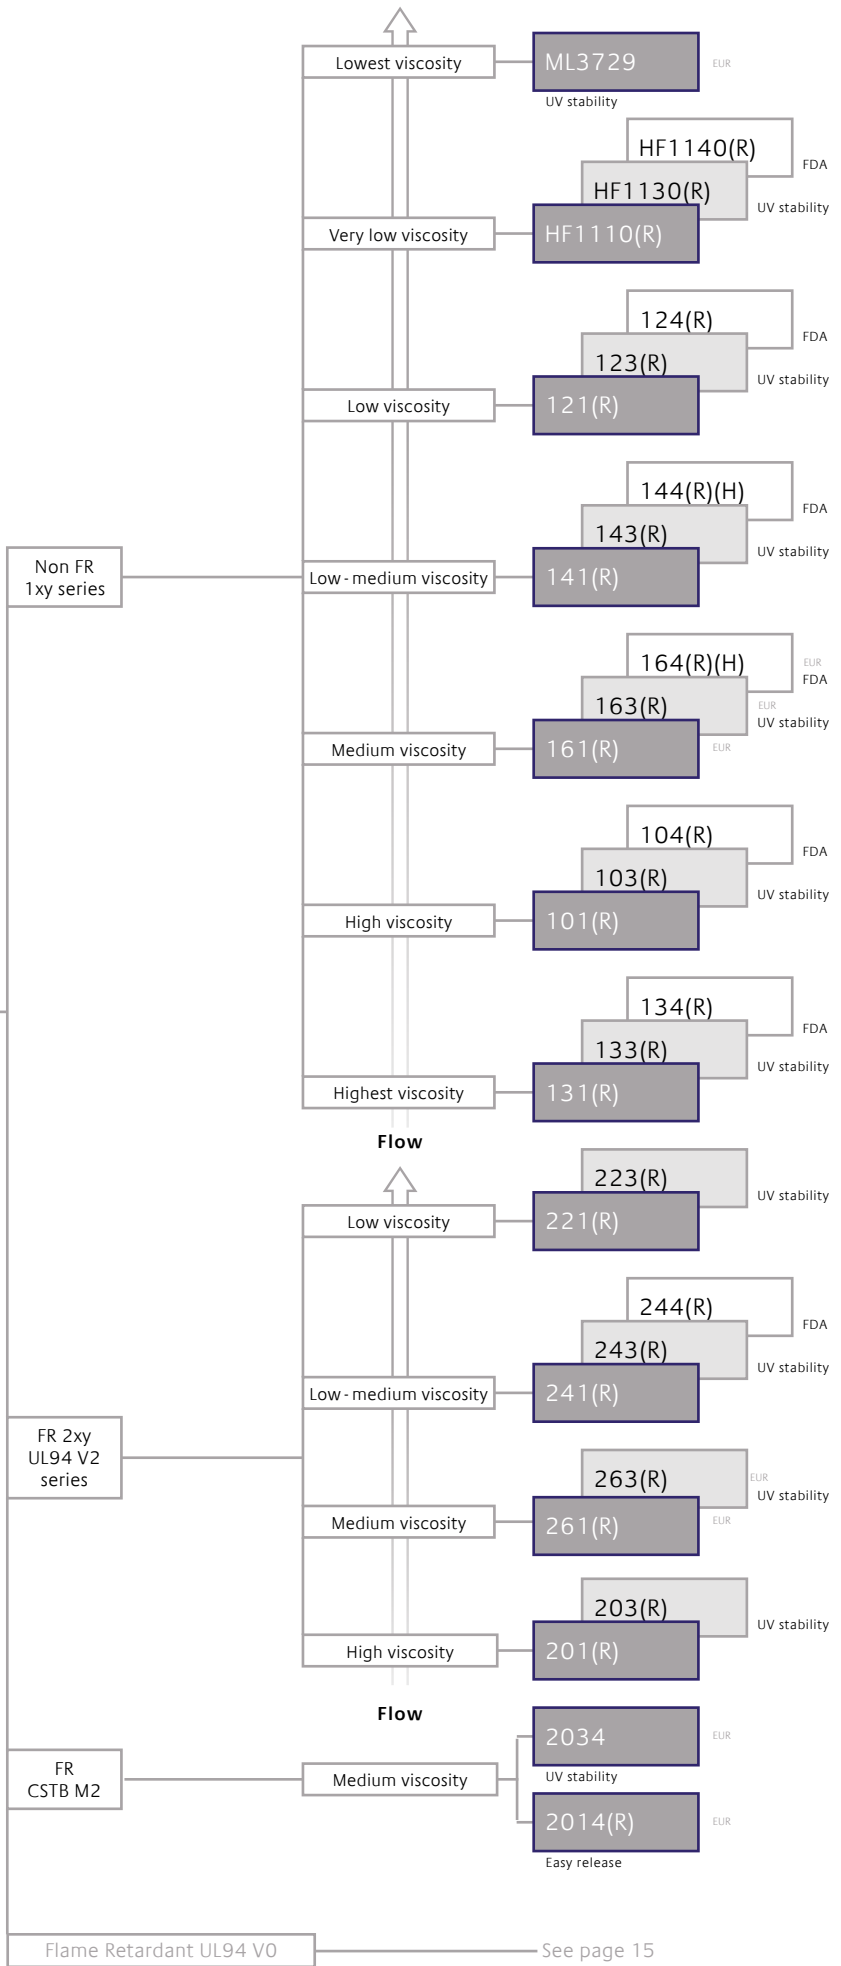 Lowest viscosity
ML3729
EUR
UV stability
HF1140(R)
FDA
HF1130(R)
UV stability
Very low viscosity
HF1110(R)
124(R)
FDA
123(R)
UV stability
Low viscosity
121(R)
144(R)(H)
FDA
143(R)
UV stability
Non FR
1xy series
Low - medium viscosity
141(R)
164(R)(H)
EUR
FDA
163(R)
EUR
UV stability
Medium viscosity
161(R)
EUR
104(R)
FDA
103(R)
UV stability
High viscosity
101(R)
134(R)
FDA
133(R)
UV stability
Highest viscosity
131(R)
Flow
223(R)
UV stability
Low viscosity
221(R)
244(R)
FDA
243(R)
UV stability
Low - medium viscosity
241(R)
FR 2xy
UL94 V2
series
263(R)
EUR
UV stability
Medium viscosity
261(R)
EUR
203(R)
UV stability
High viscosity
201(R)
Flow
2034
EUR
UV stability
FR
CSTB M2
Medium viscosity
2014(R)
EUR
Easy release
Flame Retardant UL94 V0
See page 15